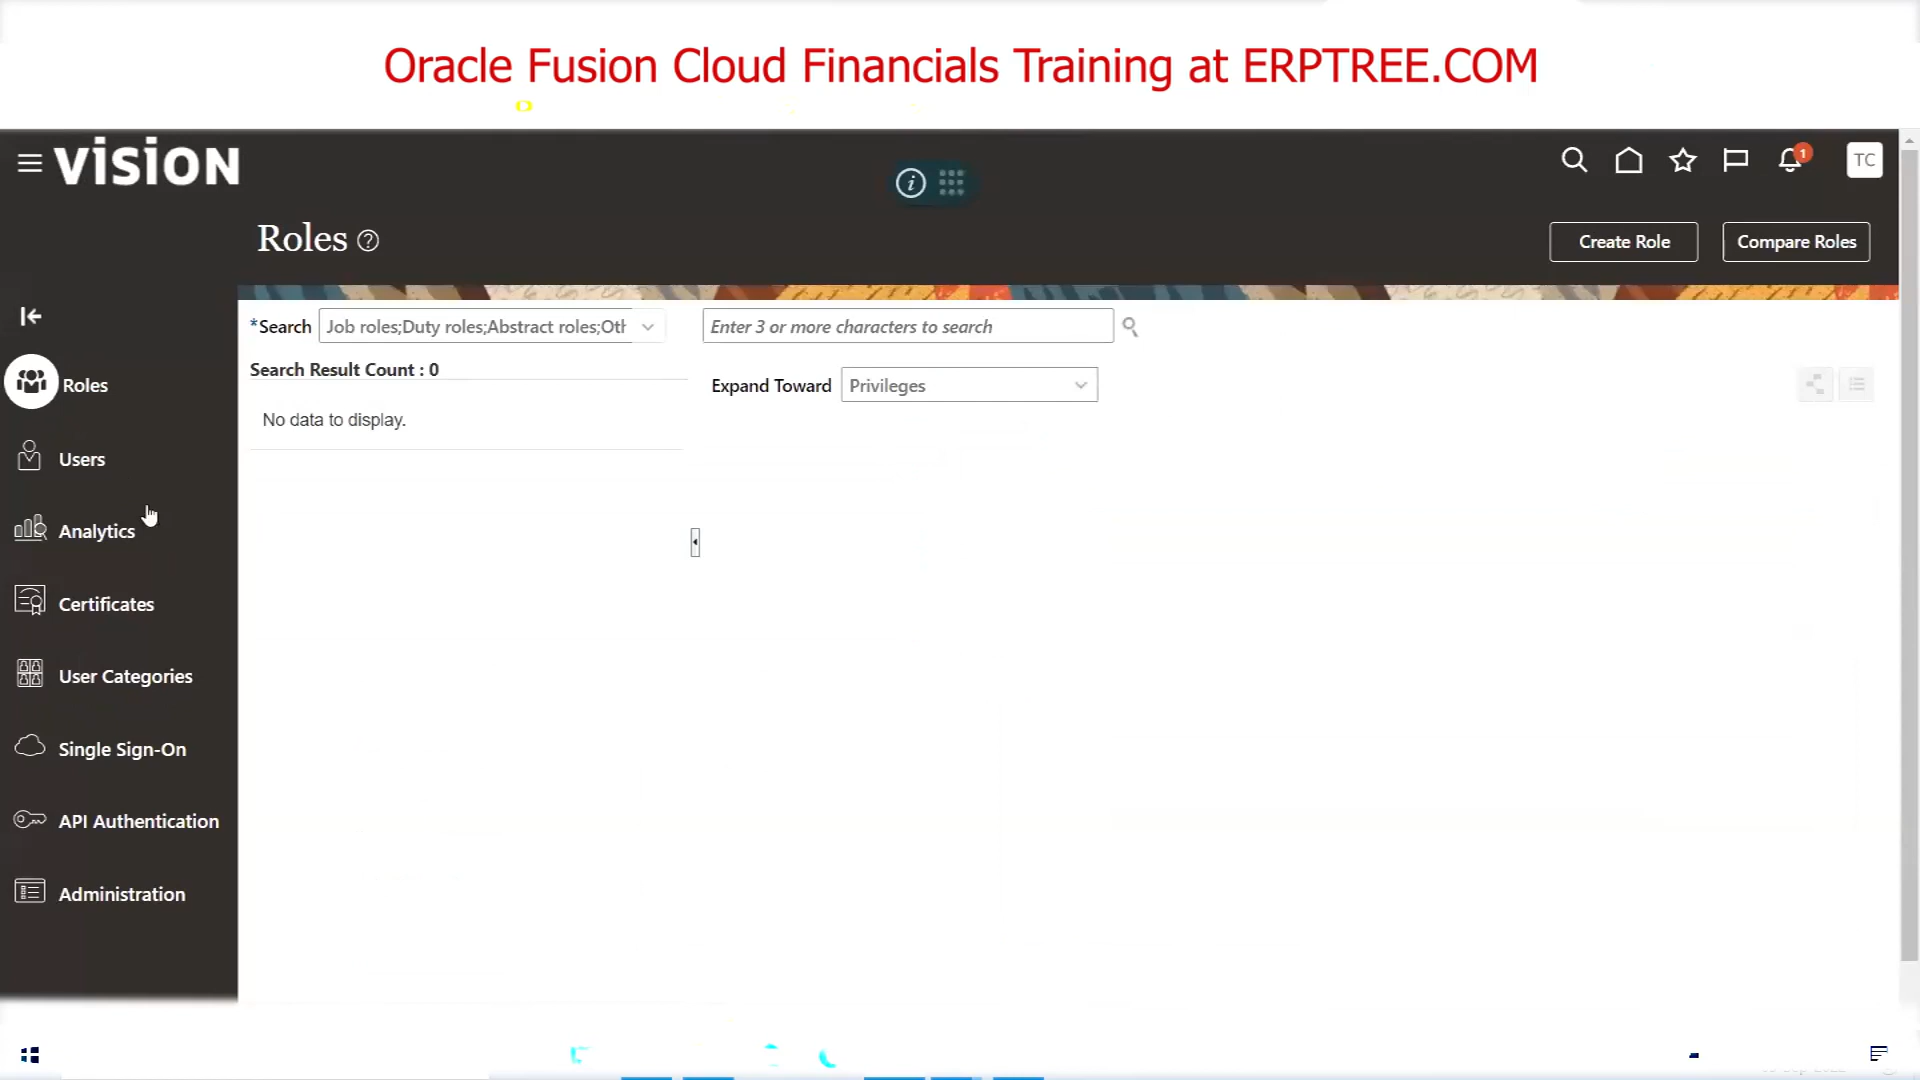 Oracle Fusion Cloud Financials Training at ERPTREE.COM
vision
1
TC
Roles
Create Role
Compare Roles
*Search
Job roles;Duty roles;Abstract roles;Oth
Enter 3 or more characters to search
Search Result Count : 0
Expand Toward
Privileges
No data to display.
Roles
Users
Analytics
Certificates
User Categories
Single Sign-On
API Authentication
Administration